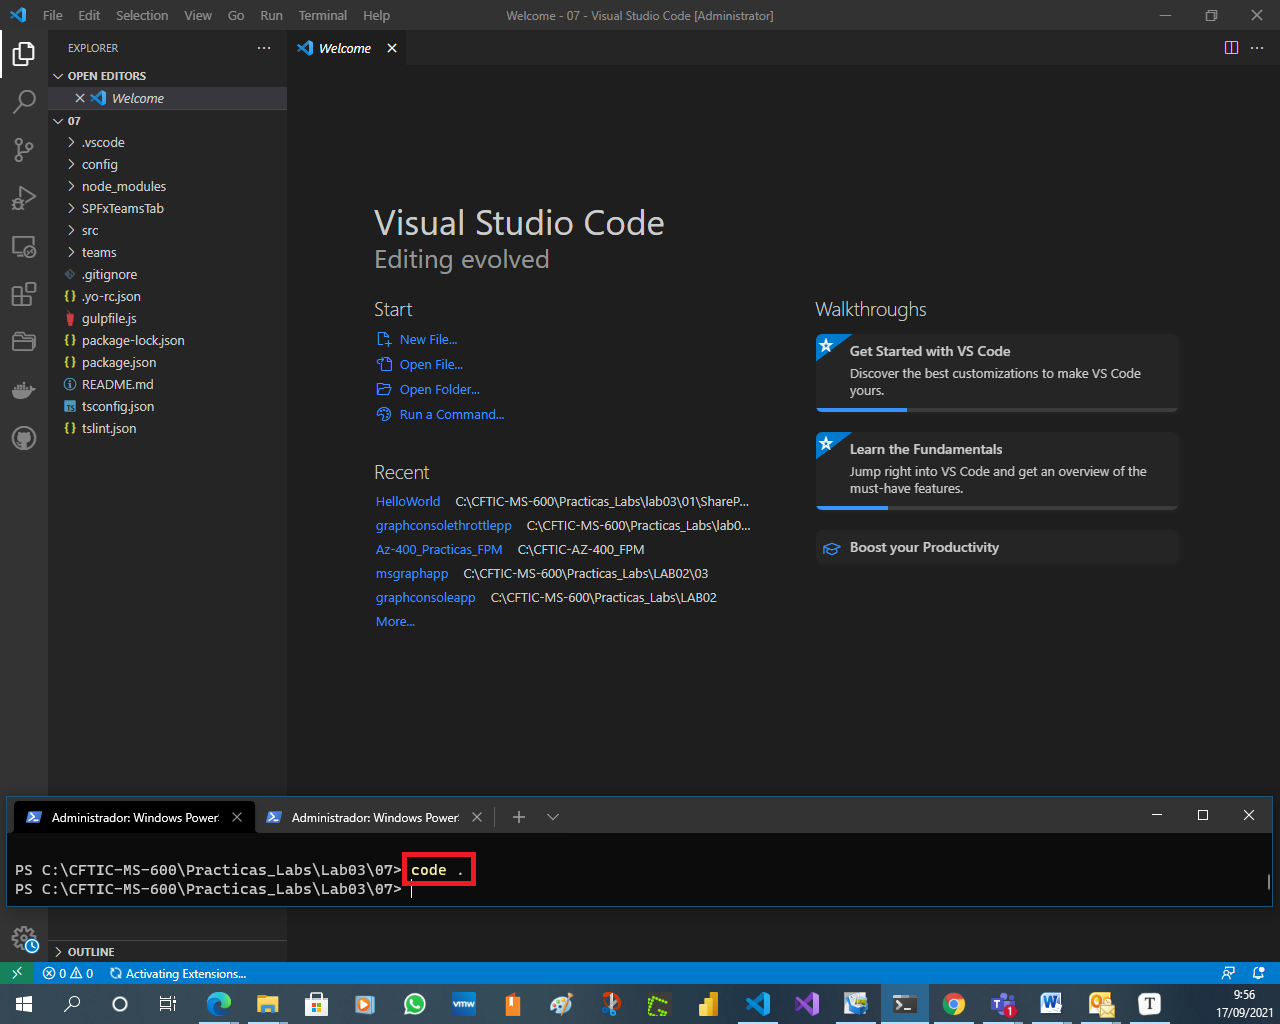 File Edit Selection View Go Run Terminal Help
Welcome - 07 - Visual Studio Code [Administrator]
EXPLORER
Welcome
OPEN EDITORS
Welcome
07
.vscode
config
node_modules
SPFxTeamsTab
src
teams
.gitignore
.yo-rc.json
gulpfile.js
package-lock.json
package.json
README.md
tsconfig.json
tslint.json
Visual Studio Code
Editing evolved
Start
New File...
Open File...
Open Folder...
Run a Command...
Recent
HelloWorld C:\CFTIC-MS-600\Practicas_Labs\lab03\01\ShareP...
graphconsolethrottlepp C:\CFTIC-MS-600\Practicas_Labs\lab0...
Az-400_Practicas_FPM C:\CFTIC-AZ-400_FPM
msgraphapp C:\CFTIC-MS-600\Practicas_Labs\LAB02\03
graphconsoleapp C:\CFTIC-MS-600\Practicas_Labs\LAB02
More...
Walkthroughs
Get Started with VS Code
Discover the best customizations to make VS Code
yours.
Learn the Fundamentals
Jump right into VS Code and get an overview of the
must-have features.
Boost your Productivity
Administrador: Windows Power
Administrador: Windows Power
PS C:\CFTIC-MS-600\Practicas_Labs\Lab03\07> code .
PS C:\CFTIC-MS-600\Practicas_Labs\Lab03\07>
OUTLINE
0 0 Activating Extensions...
vmw
1
T
9:56
17/09/2021